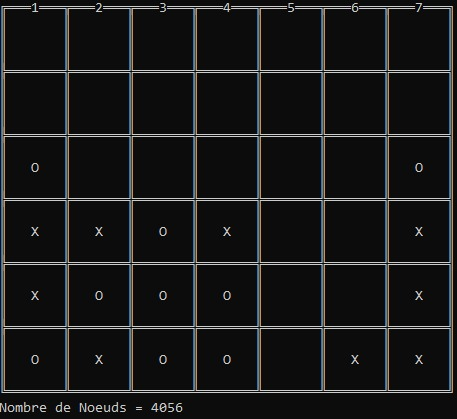 1 2 3 4 5 6 7
O O
X X O X X
X O O O X
O X O O X X
Nombre de Noeuds = 4056